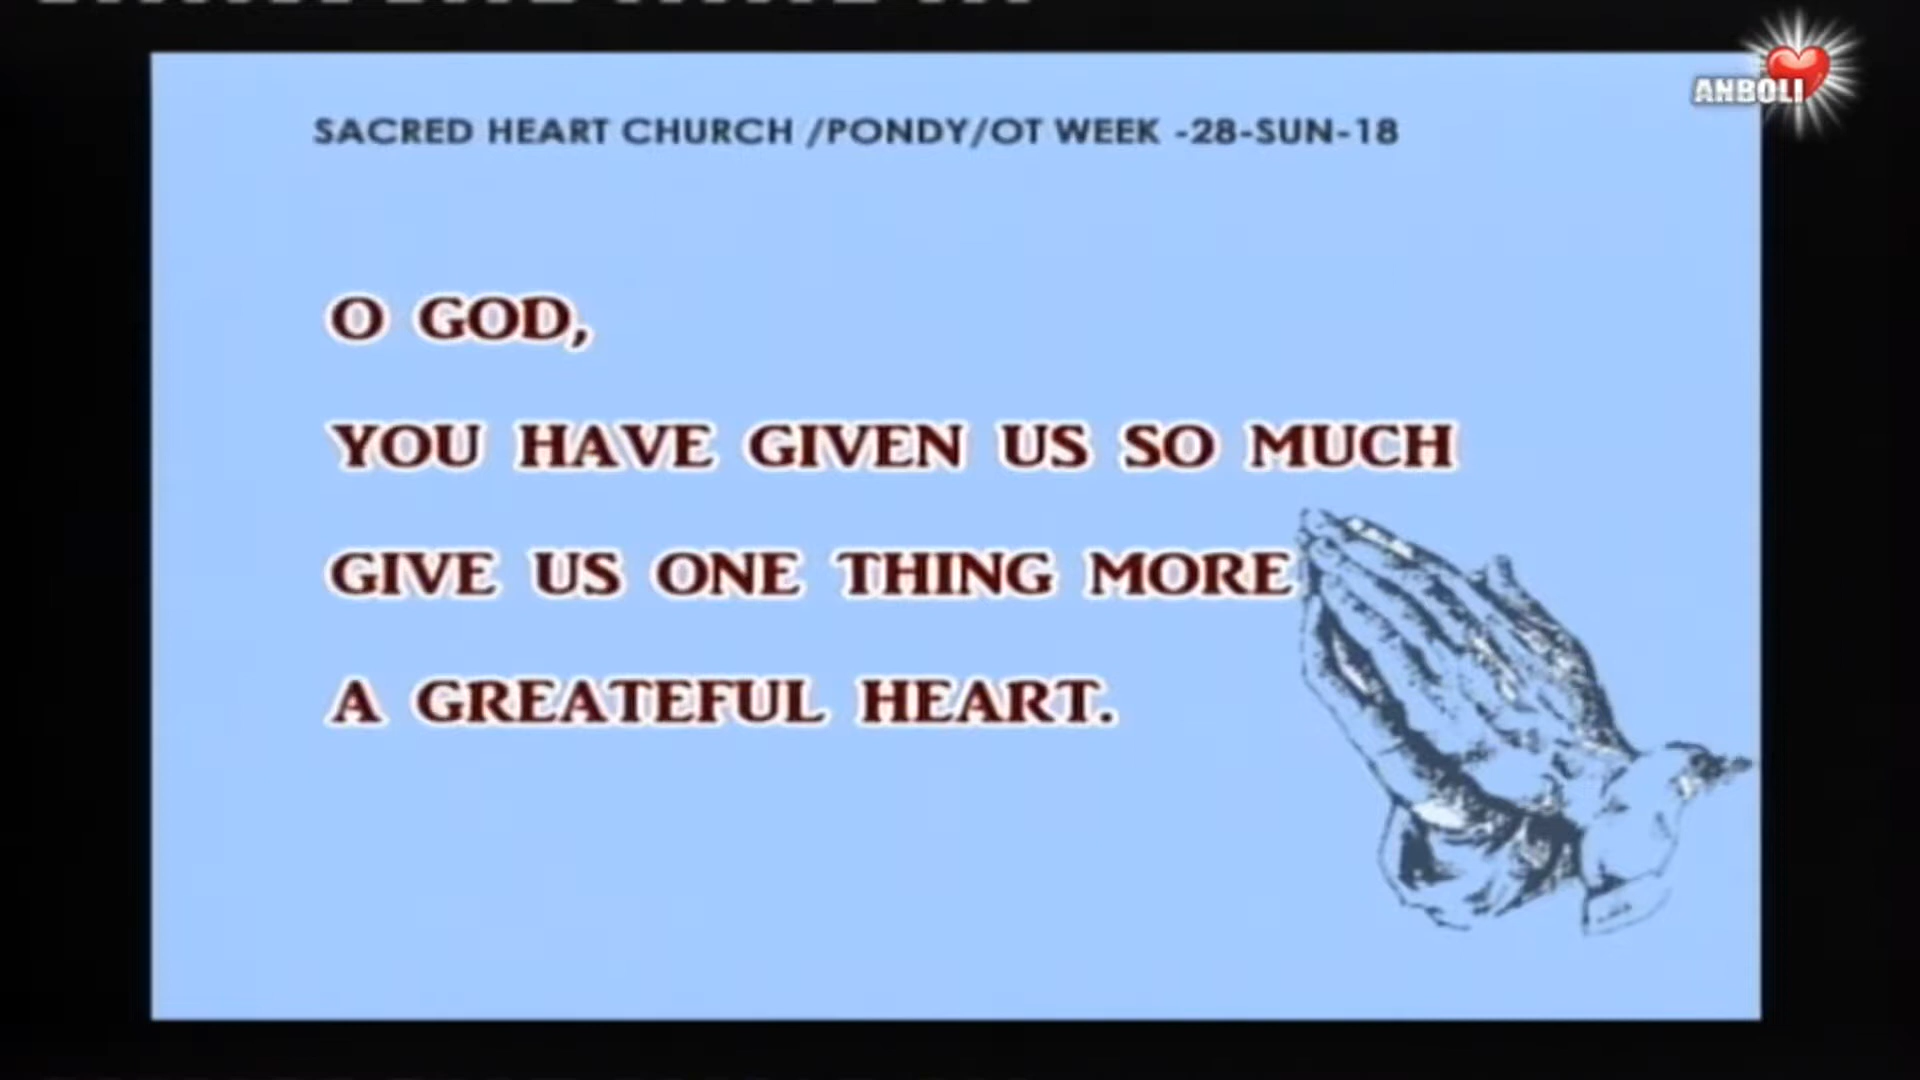 ANBOLI
SACRED HEART CHURCH /PONDY/OT WEEK -28-SUN-18
O GOD,
YOU HAVE GIVEN US SO MUCH
GIVE US ONE THING MORE
A GREATEFUL HEART.